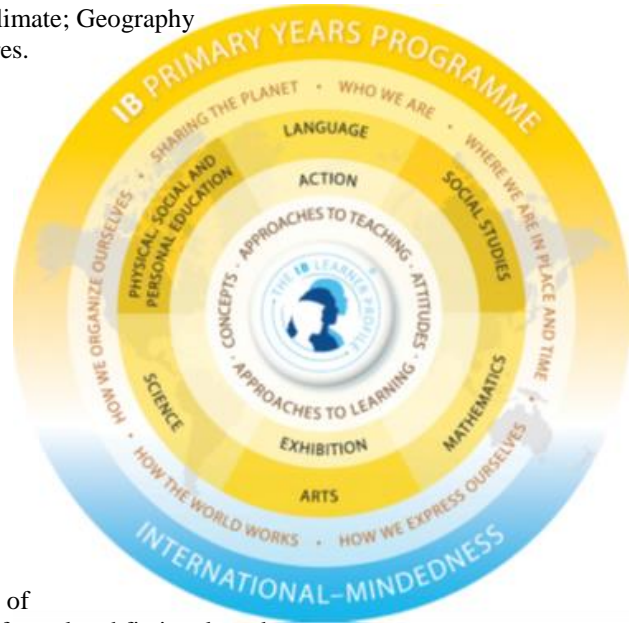 limate; Geography
res.
IB PRIMARY YEARS PROGRAMME
SHARING THE PLANET • WHO WE ARE • WHERE WE ARE IN PLACE AND TIME • HOW WE EXPRESS OURSELVES • HOW THE WORLD WORKS • HOW WE ORGANIZE OURSELVES •
LANGUAGE
SOCIAL STUDIES
MATHEMATICS
ARTS
SCIENCE
PHYSICAL, SOCIAL AND
PERSONAL EDUCATION
ACTION
EXHIBITION
APPROACHES TO TEACHING • ATTITUDES • APPROACHES TO LEARNING • CONCEPTS •
THE IB LEARNER PROFILE
®
INTERNATIONAL–MINDEDNESS
of